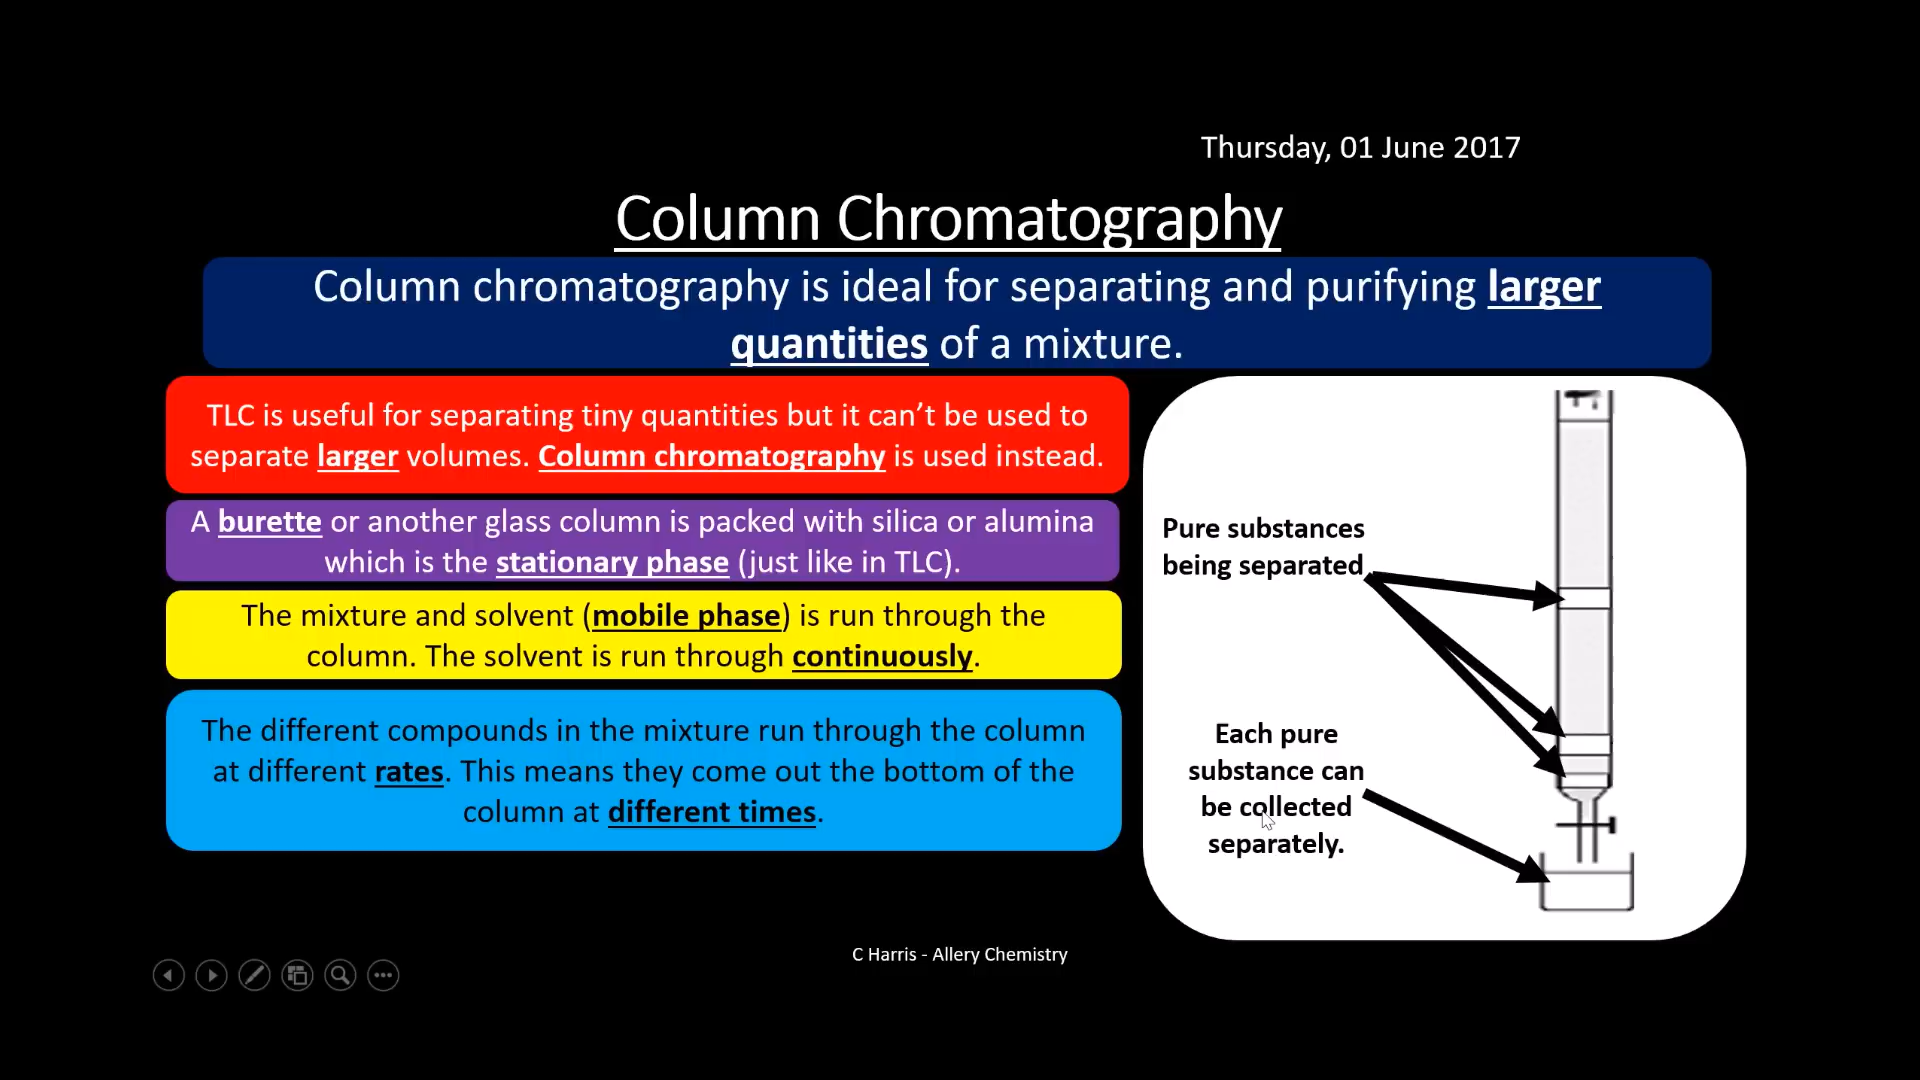 Thursday, 01 June 2017
Column Chromatography
Column chromatography is ideal for separating and purifying larger
quantities of a mixture.
TLC is useful for separating tiny quantities but it can’t be used to
separate larger volumes. Column chromatography is used instead.
A burette or another glass column is packed with silica or alumina
which is the stationary phase (just like in TLC).
The mixture and solvent (mobile phase) is run through the
column. The solvent is run through continuously.
The different compounds in the mixture run through the column
at different rates. This means they come out the bottom of the
column at different times.
Pure substances
being separated
Each pure
substance can
be collected
separately.
C Harris - Allery Chemistry